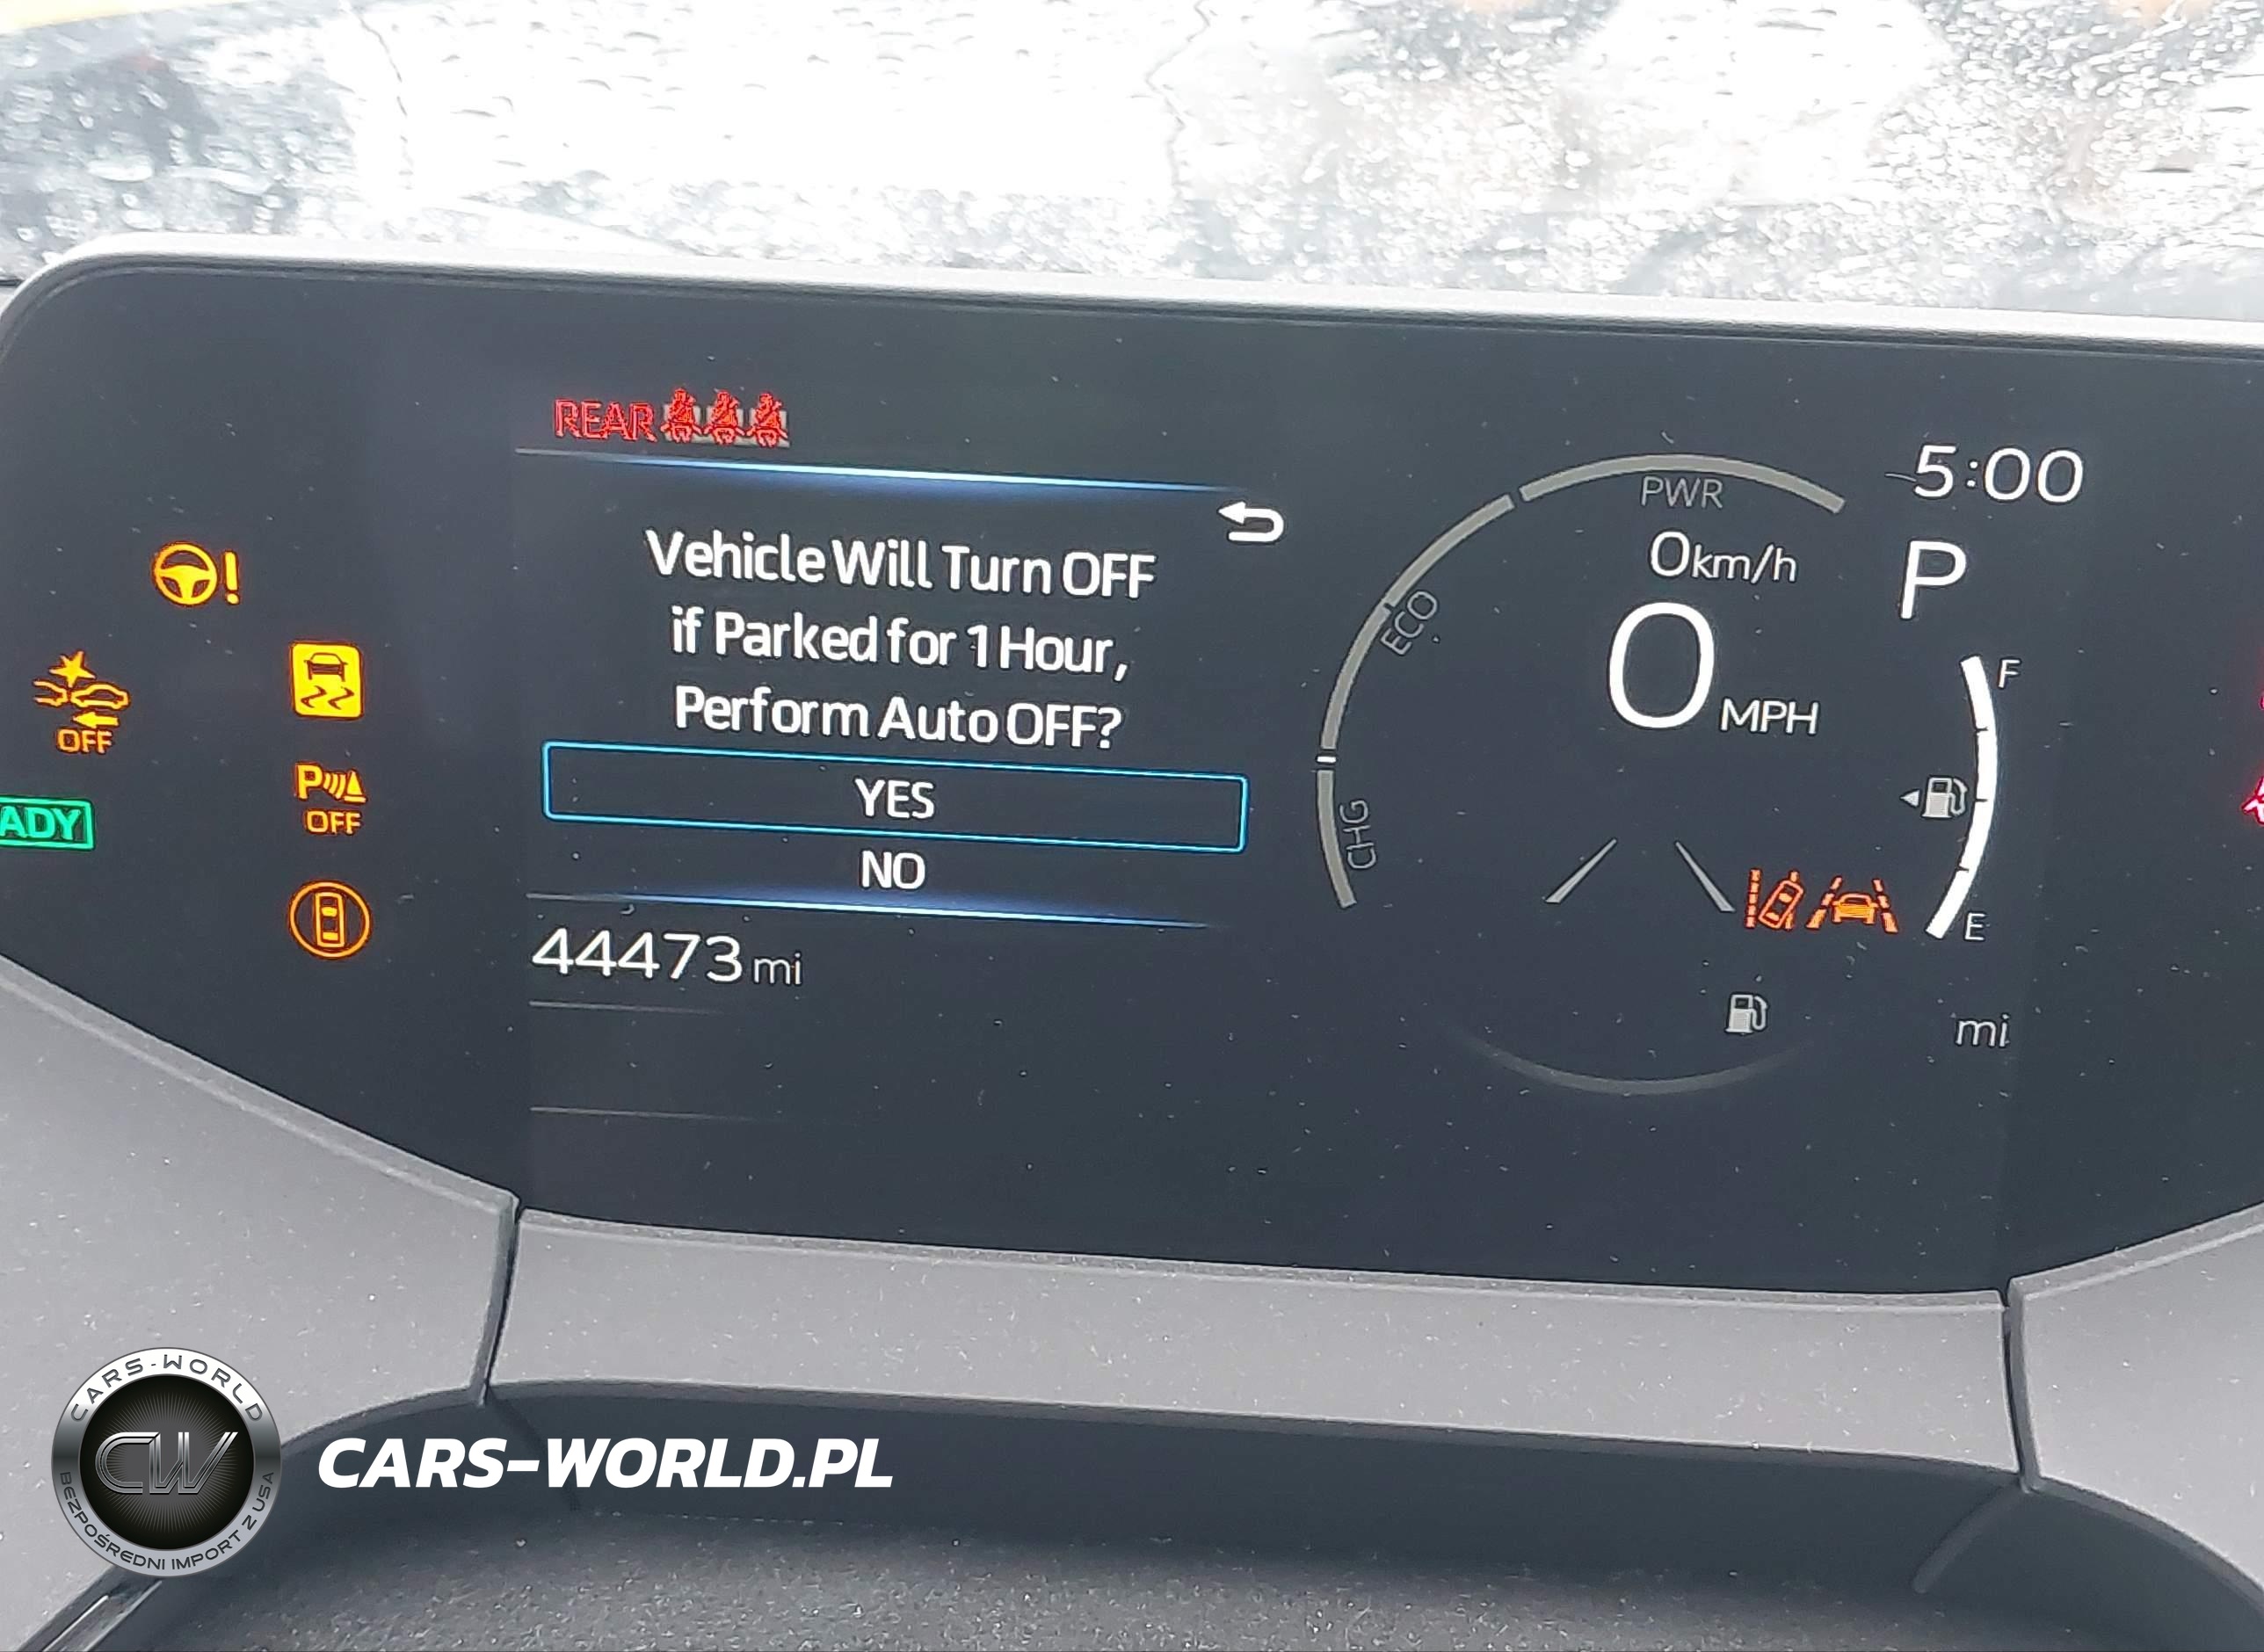 REAR
5:00
PWR
0 km/h
P
Vehicle Will Turn OFF
if Parked for 1 Hour,
Perform Auto OFF?
YES
NO
ECO
0 MPH
F
OFF
P
OFF
ADY
CHG
E
44473 mi
mi
CARS-WORLD
CW
BEZPOŚREDNI IMPORT Z USA
CARS-WORLD.PL